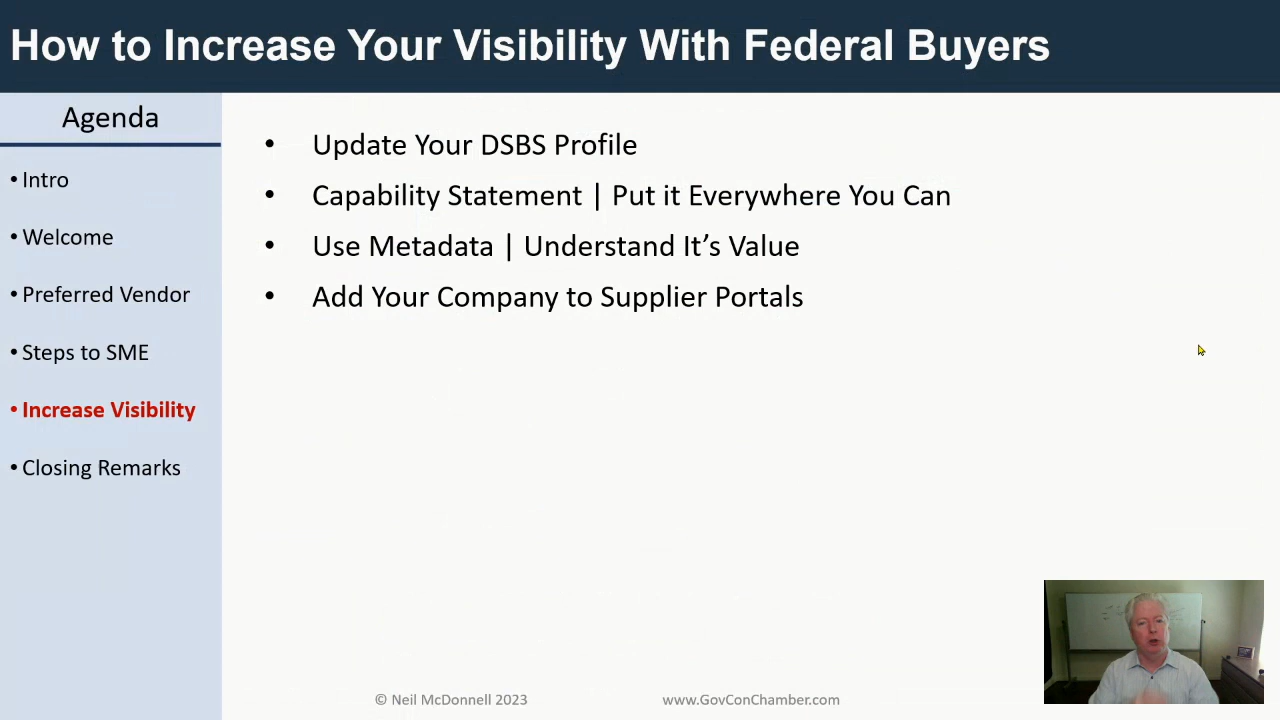 How to Increase Your Visibility With Federal Buyers
Agenda
• Intro
• Welcome
• Preferred Vendor
• Steps to SME
• Increase Visibility
• Closing Remarks
• Update Your DSBS Profile
• Capability Statement | Put it Everywhere You Can
• Use Metadata | Understand It’s Value
• Add Your Company to Supplier Portals
© Neil McDonnell 2023
www.GovConChamber.com